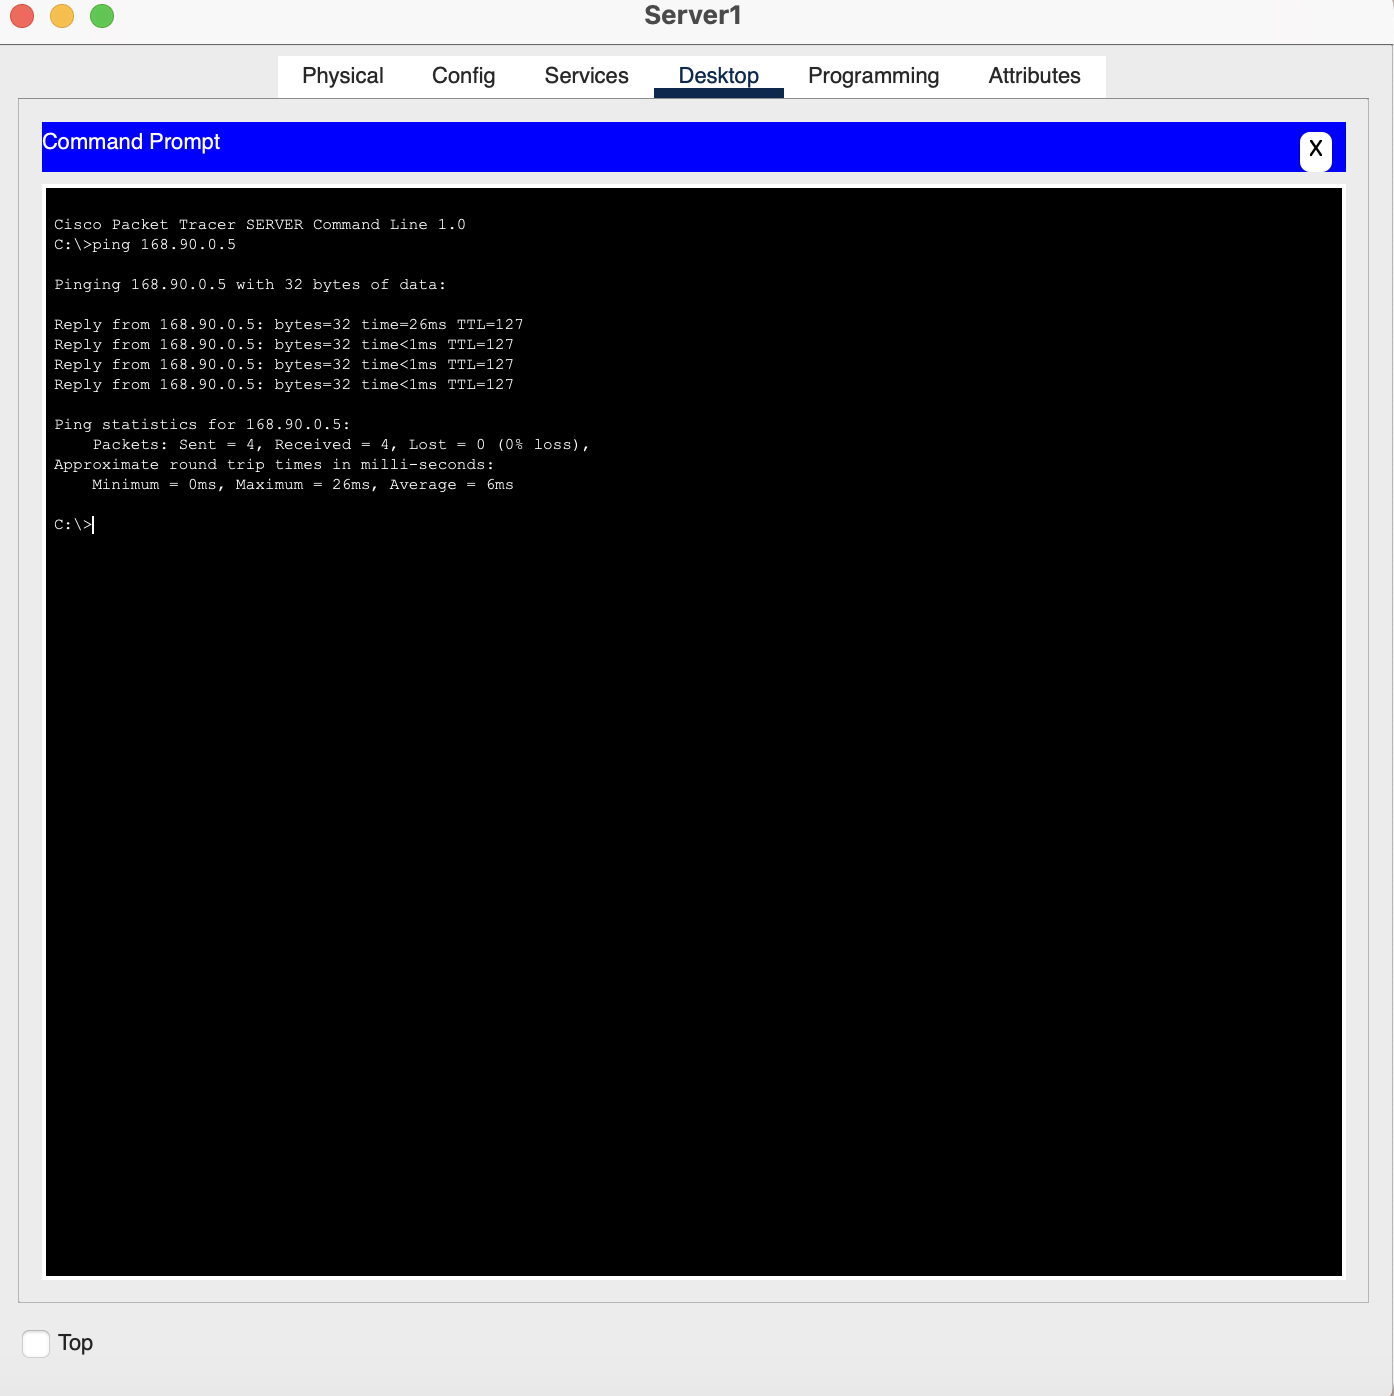 Server1
Physical Config Services Desktop Programming Attributes
Command Prompt X
Cisco Packet Tracer SERVER Command Line 1.0
C:\>ping 168.90.0.5
Pinging 168.90.0.5 with 32 bytes of data:
Reply from 168.90.0.5: bytes=32 time=26ms TTL=127
Reply from 168.90.0.5: bytes=32 time<1ms TTL=127
Reply from 168.90.0.5: bytes=32 time<1ms TTL=127
Reply from 168.90.0.5: bytes=32 time<1ms TTL=127
Ping statistics for 168.90.0.5:
    Packets: Sent = 4, Received = 4, Lost = 0 (0% loss),
Approximate round trip times in milli-seconds:
    Minimum = 0ms, Maximum = 26ms, Average = 6ms
C:\>
Top